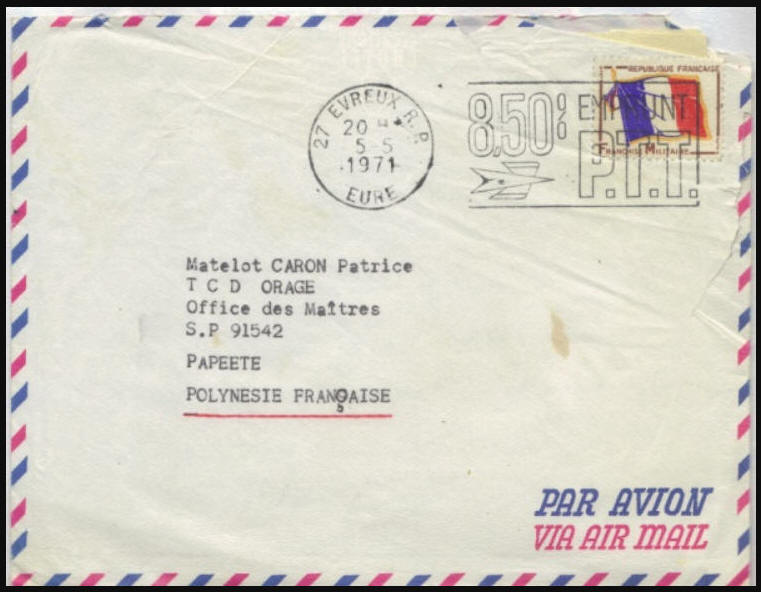 27 EVREUX R.P.
20 H
5-5
1971
EURE
8,50%
EMPRUNT
P.T.T.
REPUBLIQUE FRANCAISE
FRANCHISE MILITAIRE
Matelot CARON Patrice
T C D ORAGE
Office des Maîtres
S.P 91542
PAPEETE
POLYNESIE FRANÇAISE
PAR AVION
VIA AIR MAIL